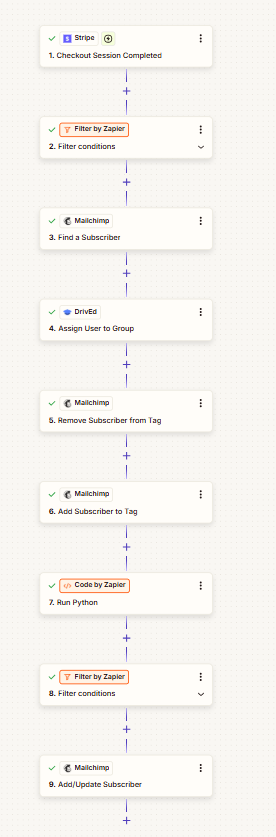 Stripe
1. Checkout Session Completed
Filter by Zapier
2. Filter conditions
Mailchimp
3. Find a Subscriber
DrivEd
4. Assign User to Group
Mailchimp
5. Remove Subscriber from Tag
Mailchimp
6. Add Subscriber to Tag
Code by Zapier
7. Run Python
Filter by Zapier
8. Filter conditions
Mailchimp
9. Add/Update Subscriber